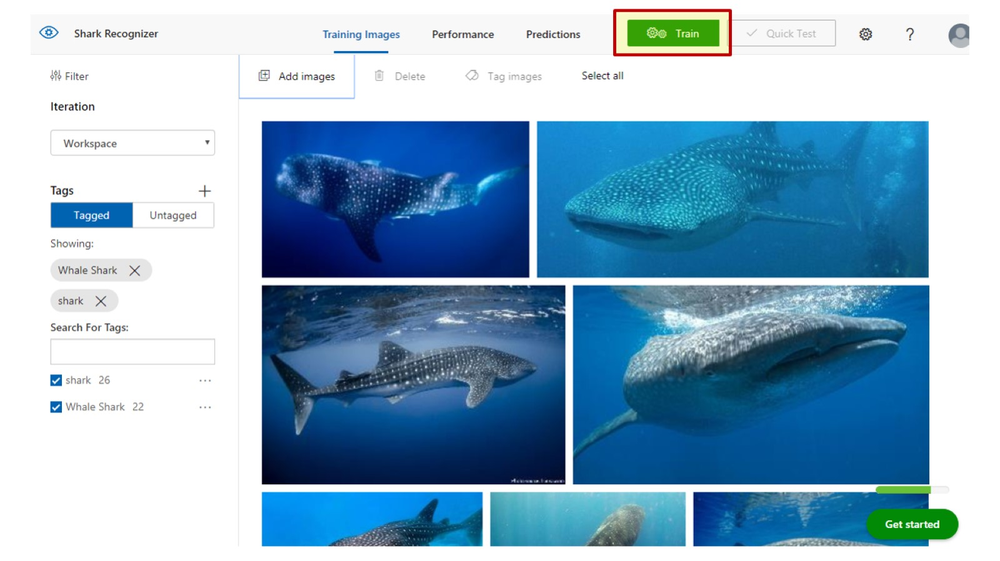 Shark Recognizer
Training Images
Performance
Predictions
Train
Quick Test
?
Filter
Add images
Delete
Tag images
Select all
Iteration
Workspace
Tags
Tagged
Untagged
Showing:
Whale Shark
shark
Search For Tags:
shark 26
Whale Shark 22
Get started